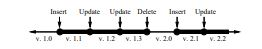 Insert Update Update Delete Insert Update
v. 1.0 v. 1.1 v. 1.2 v. 1.3 v. 2.0 v. 2.1 v. 2.2